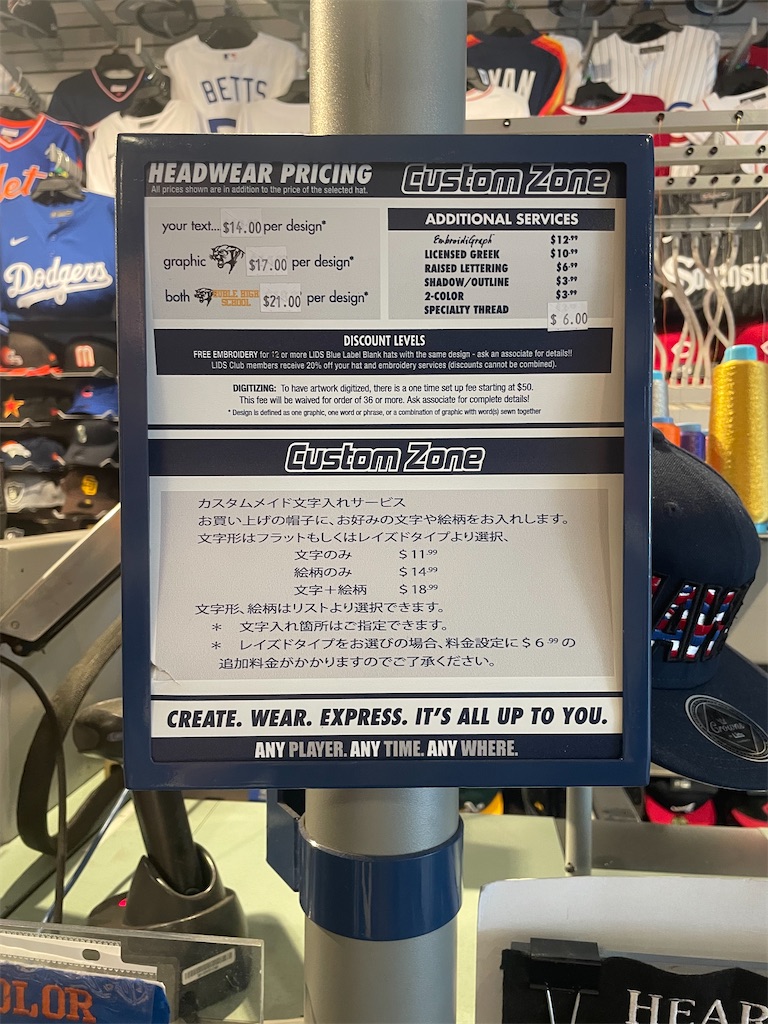 BETTS
YAN
et
Dodgers
Southsid
HEADWEAR PRICING
All prices shown are in addition to the price of the selected hat.
Custom Zone
your text... $14.00 per design*
graphic $17.00 per design*
both RUBLE HIGH SCHOOL $21.00 per design*
ADDITIONAL SERVICES
EmbroidiGraph $12.99
LICENSED GREEK $10.99
RAISED LETTERING $6.99
SHADOW/OUTLINE $3.99
2-COLOR $3.99
SPECIALTY THREAD $6.00
DISCOUNT LEVELS
FREE EMBROIDERY for 12 or more LIDS Blue Label Blank hats with the same design - ask an associate for details!!
LIDS Club members receive 20% off your hat and embroidery services (discounts cannot be combined).
DIGITIZING: To have artwork digitized, there is a one time set up fee starting at $50.
This fee will be waived for order of 36 or more. Ask associate for complete details!
* Design is defined as one graphic, one word or phrase, or a combination of graphic with word(s) sewn together
Custom Zone
カスタムメイド文字入れサービス
お買い上げの帽子に、お好みの文字や絵柄をお入れします。
文字形はフラットもしくはレイズドタイプより選択、
文字のみ $11.99
絵柄のみ $14.99
文字＋絵柄 $18.99
文字形、絵柄はリストより選択できます。
＊ 文字入れ箇所はご指定できます。
＊ レイズドタイプをお選びの場合、料金設定に$6.99の
追加料金がかかりますのでご了承ください。
CREATE. WEAR. EXPRESS. IT'S ALL UP TO YOU.
ANY PLAYER. ANY TIME. ANY WHERE.
Crowns
OLOR
HEAR